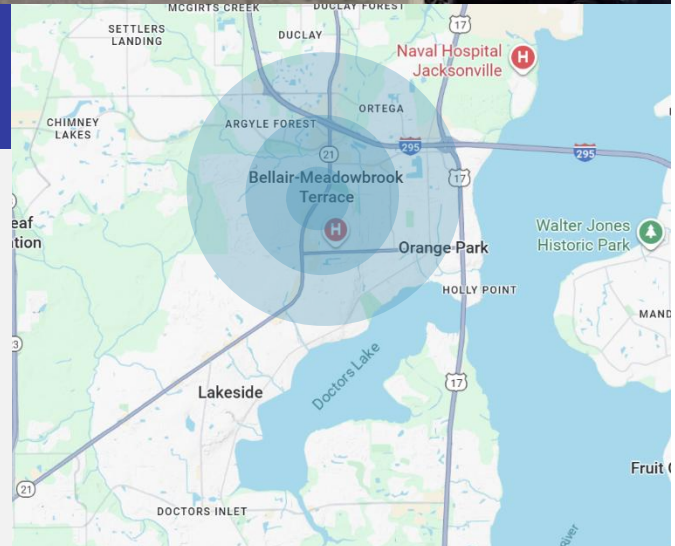 MCGIRTS CREEK
DUCLAY FOREST
17
SETTLERS
LANDING
DUCLAY
Naval Hospital
Jacksonville
H
ORTEGA
CHIMNEY
LAKES
ARGYLE FOREST
21
295
295
Bellair-Meadowbrook
Terrace
17
eaf
tion
H
Orange Park
Walter Jones
Historic Park
HOLLY POINT
MAND
3
Doctors Lake
17
Lakeside
Fruit
21
DOCTORS INLET
River